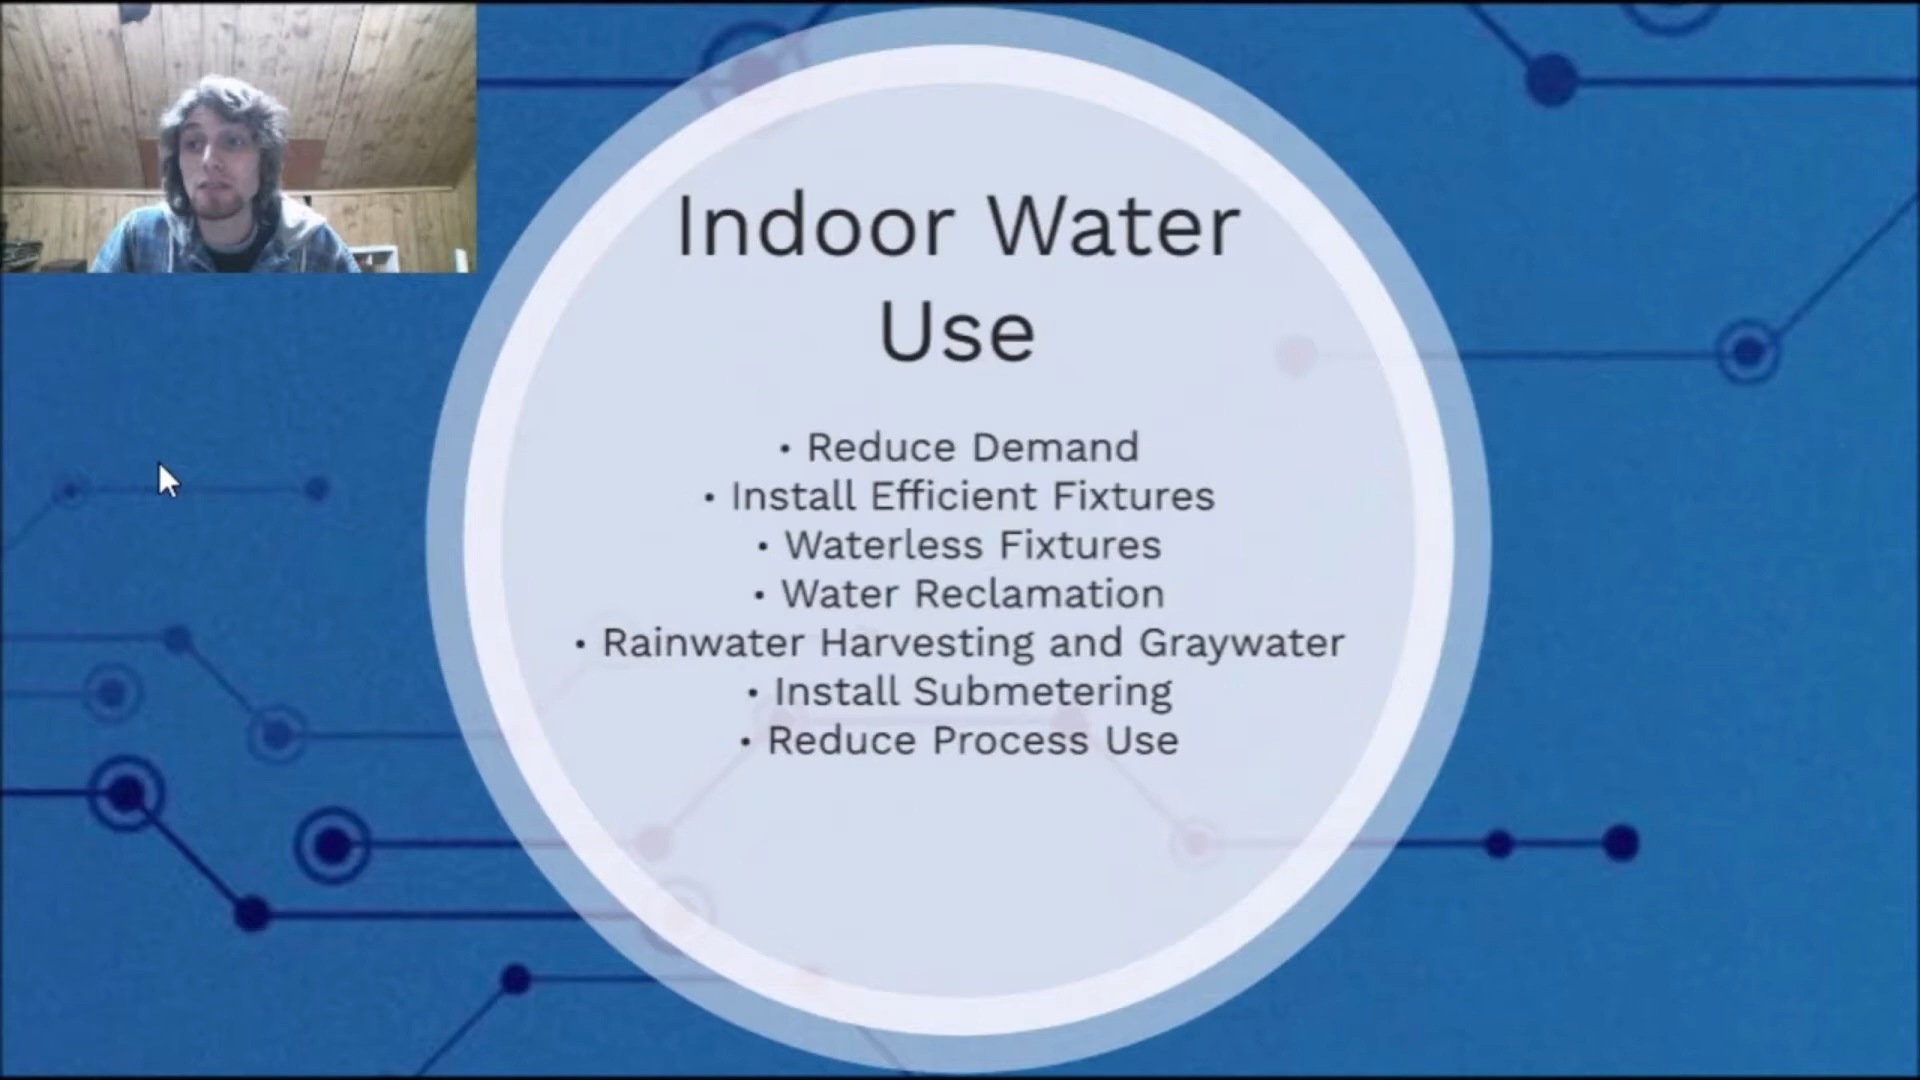 Indoor Water
Use
• Reduce Demand
• Install Efficient Fixtures
• Waterless Fixtures
• Water Reclamation
• Rainwater Harvesting and Graywater
• Install Submetering
• Reduce Process Use